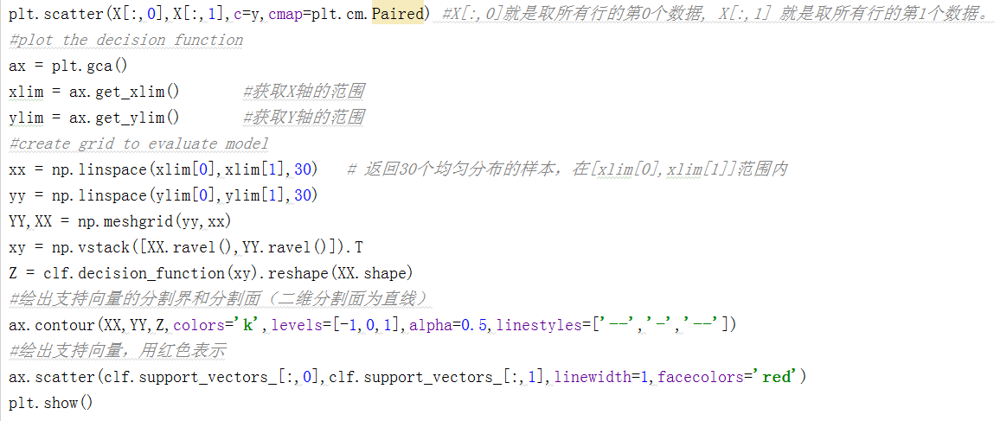 plt.scatter(X[:,0],X[:,1],c=y,cmap=plt.cm.Paired) #X[:,0]就是取所有行的第0个数据, X[:,1] 就是取所有行的第1个数据。
#plot the decision function
ax = plt.gca()
xlim = ax.get_xlim() #获取X轴的范围
ylim = ax.get_ylim() #获取Y轴的范围
#create grid to evaluate model
xx = np.linspace(xlim[0],xlim[1],30) # 返回30个均匀分布的样本，在[xlim[0],xlim[1]]范围内
yy = np.linspace(ylim[0],ylim[1],30)
YY,XX = np.meshgrid(yy,xx)
xy = np.vstack([XX.ravel(),YY.ravel()]).T
Z = clf.decision_function(xy).reshape(XX.shape)
#绘出支持向量的分割界和分割面（二维分割面为直线）
ax.contour(XX,YY,Z,colors='k',levels=[-1,0,1],alpha=0.5,linestyles=['--','-','--'])
#绘出支持向量，用红色表示
ax.scatter(clf.support_vectors_[:,0],clf.support_vectors_[:,1],linewidth=1,facecolors='red')
plt.show()